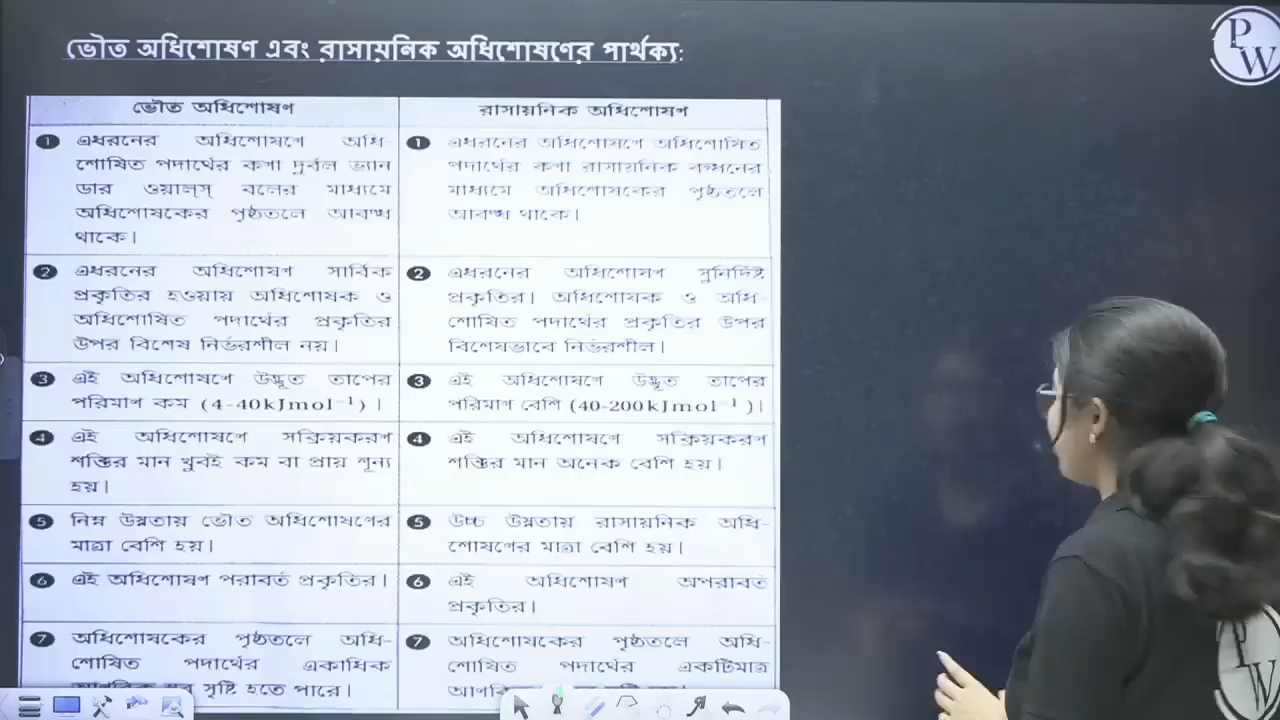 ভৌত অধিশোষণ এবং রাসায়নিক অধিশোষণের পার্থক্য:
PW
ভৌত অধিশোষণ
রাসায়নিক অধিশোষণ
1 এধরনের অধিশোষণে অধি-
শোষিত পদার্থের কণা দুর্বল ভ্যান
ডার ওয়াল্‌স্ বলের মাধ্যমে
অধিশোষকের পৃষ্ঠতলে আবদ্ধ
থাকে।
1 এধরনের অধিশোষণে অধিশোষিত
পদার্থের কণা রাসায়নিক বন্ধনের
মাধ্যমে অধিশোষকের পৃষ্ঠতলে
আবদ্ধ থাকে।
2 এধরনের অধিশোষণ সার্বিক
প্রকৃতির হওয়ায় অধিশোষক ও
অধিশোষিত পদার্থের প্রকৃতির
উপর বিশেষ নির্ভরশীল নয়।
2 এধরনের অধিশোষণ সুনির্দিষ্ট
প্রকৃতির। অধিশোষক ও অধি-
শোষিত পদার্থের প্রকৃতির উপর
বিশেষভাবে নির্ভরশীল।
3 এই অধিশোষণে উদ্ভূত তাপের
পরিমাণ কম (4-40kJmol⁻¹) ।
3 এই অধিশোষণে উদ্ভূত তাপের
পরিমাণ বেশি (40-200kJmol⁻¹)।
4 এই অধিশোষণে সক্রিয়করণ
শক্তির মান খুবই কম বা প্রায় শূন্য
হয়।
4 এই অধিশোষণে সক্রিয়করণ
শক্তির মান অনেক বেশি হয়।
5 নিম্ন উষ্ণতায় ভৌত অধিশোষণের
মাত্রা বেশি হয়।
5 উচ্চ উষ্ণতায় রাসায়নিক অধি-
শোষণের মাত্রা বেশি হয়।
6 এই অধিশোষণ পরাবর্ত প্রকৃতির।
6 এই অধিশোষণ অপরাবর্ত
প্রকৃতির।
7 অধিশোষকের পৃষ্ঠতলে অধি-
শোষিত পদার্থের একাধিক
সৃষ্টি হতে পারে।
7 অধিশোষকের পৃষ্ঠতলে অধি-
শোষিত পদার্থের একটিমাত্র
PW